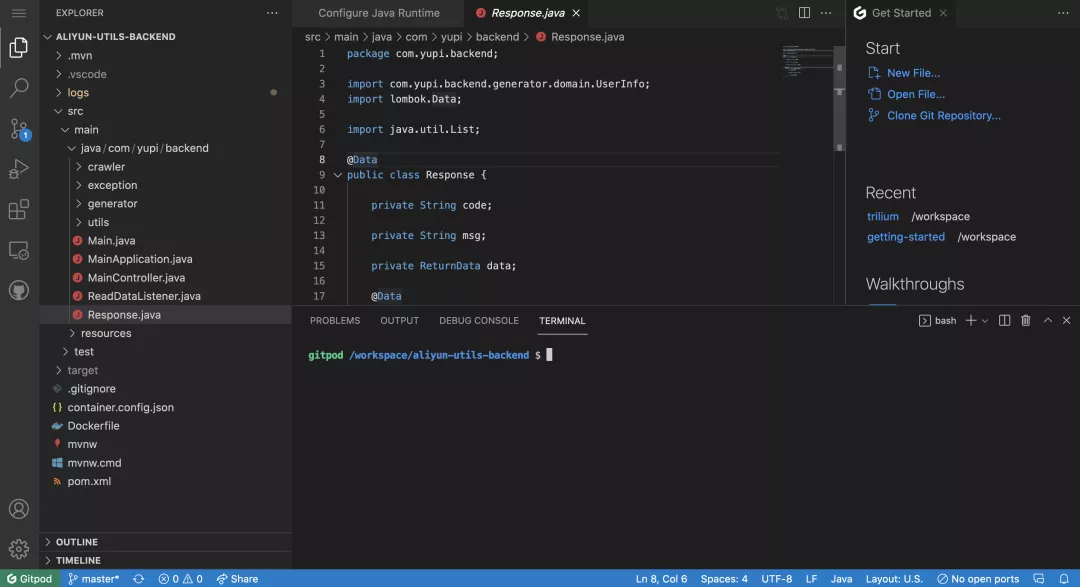 EXPLORER
ALIYUN-UTILS-BACKEND
.mvn
.vscode
logs
src
main
java/com/yupi/backend
crawler
exception
generator
utils
Main.java
MainApplication.java
MainController.java
ReadDataListener.java
Response.java
resources
test
target
.gitignore
container.config.json
Dockerfile
mvnw
mvnw.cmd
pom.xml
OUTLINE
TIMELINE
1
Configure Java Runtime
Response.java
src > main > java > com > yupi > backend > Response.java
1 package com.yupi.backend;
2
3 import com.yupi.backend.generator.domain.UserInfo;
4 import lombok.Data;
5
6 import java.util.List;
7
8 @Data
9 public class Response {
10
11 private String code;
12
13 private String msg;
14
15 private ReturnData data;
16
17 @Data
Get Started
Start
New File...
Open File...
Clone Git Repository...
Recent
trilium /workspace
getting-started /workspace
Walkthroughs
PROBLEMS OUTPUT DEBUG CONSOLE TERMINAL
bash
gitpod /workspace/aliyun-utils-backend $
Gitpod master* 0 0 Share
Ln 8, Col 6 Spaces: 4 UTF-8 LF Java Layout: U.S. No open ports